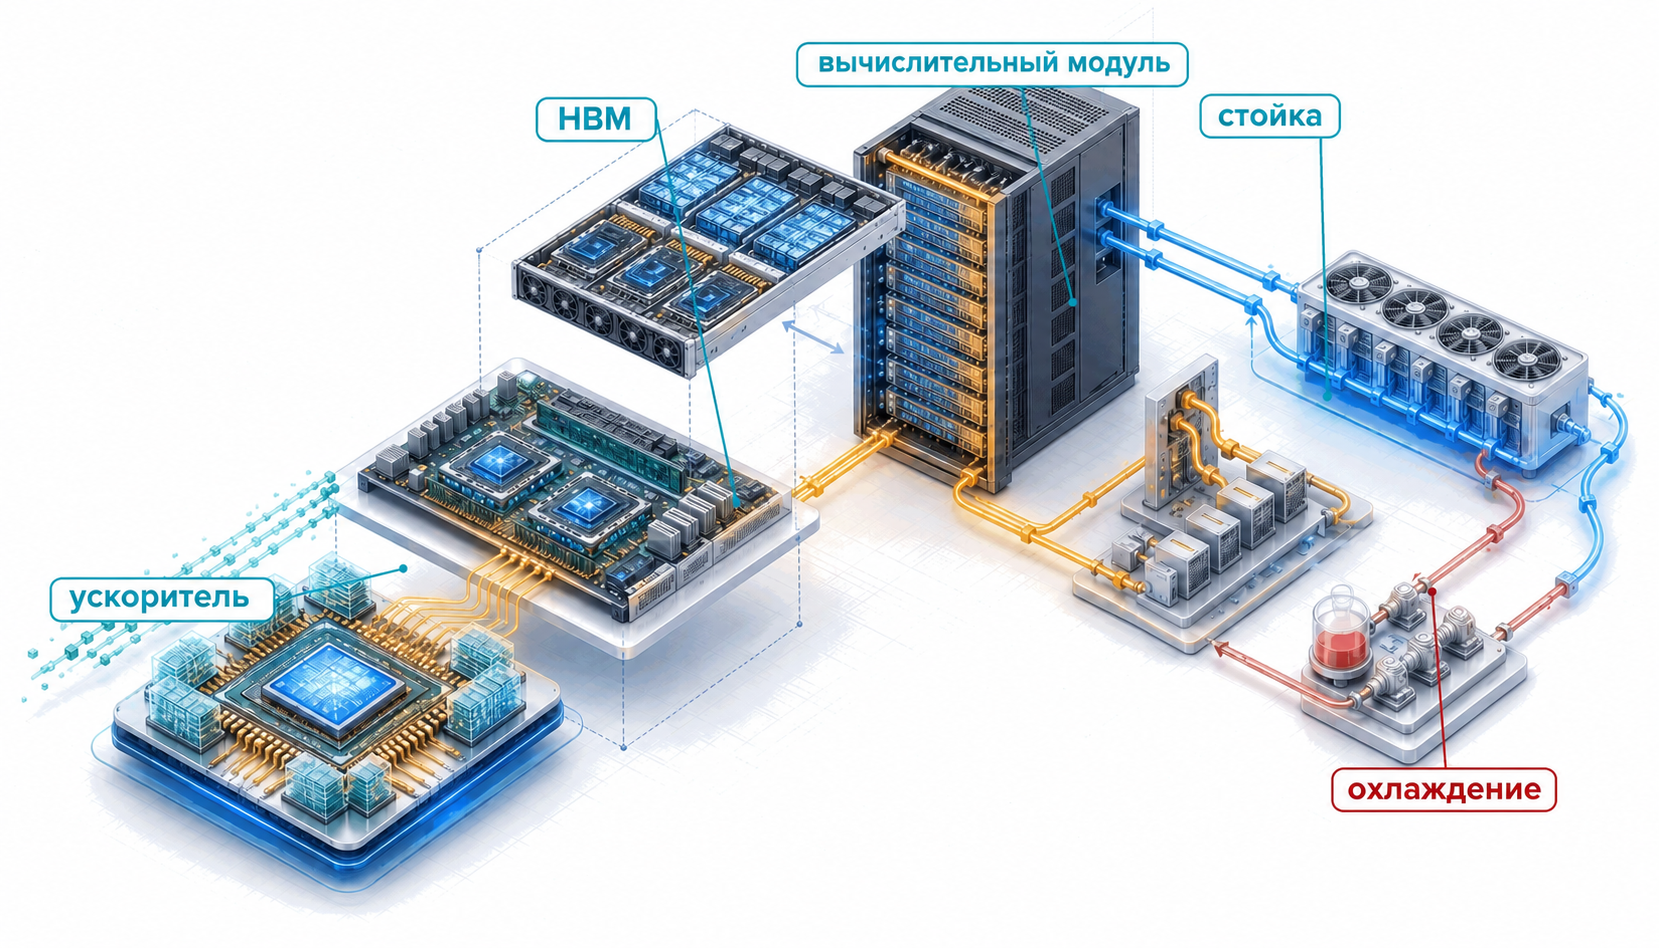 вычислительный модуль
HBM
стойка
ускоритель
охлаждение